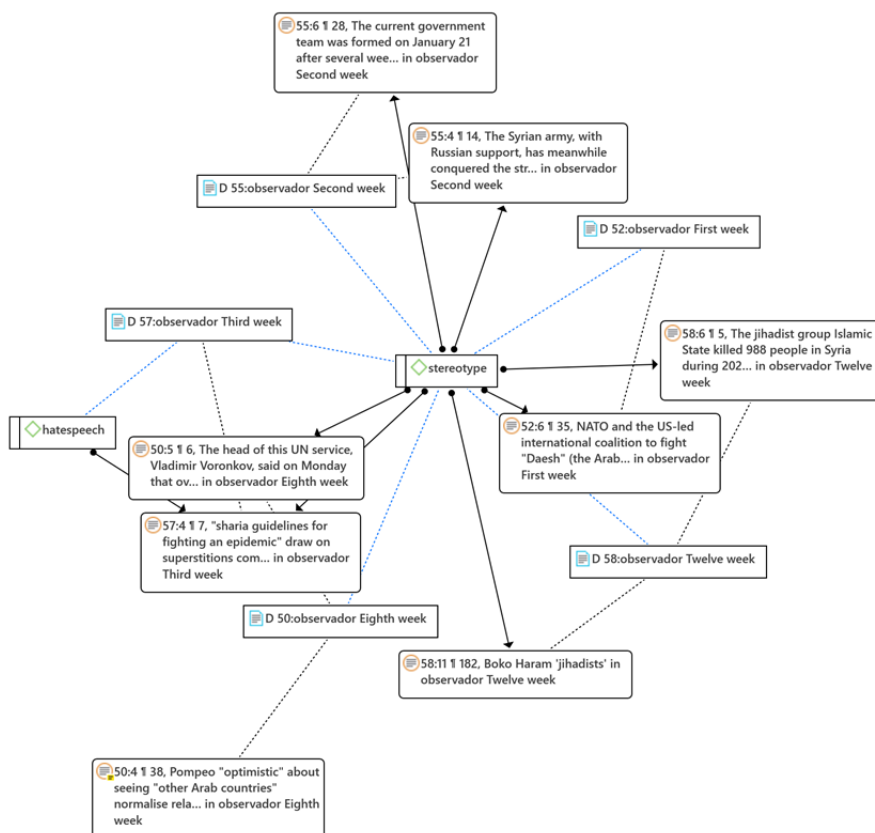 55:6 ¶ 28, The current government
team was formed on January 21
after several wee... in observador
Second week
55:4 ¶ 14, The Syrian army, with
Russian support, has meanwhile
conquered the str... in observador
Second week
D 55:observador Second week
D 52:observador First week
D 57:observador Third week
58:6 ¶ 5, The jihadist group Islamic
State killed 988 people in Syria
during 202... in observador Twelve
week
stereotype
hatespeech
52:6 ¶ 35, NATO and the US-led
international coalition to fight
"Daesh" (the Arab... in observador
First week
50:5 ¶ 6, The head of this UN service,
Vladimir Voronkov, said on Monday
that ov... in observador Eighth week
57:4 ¶ 7, "sharia guidelines for
fighting an epidemic" draw on
superstitions com... in observador
Third week
D 58:observador Twelve week
D 50:observador Eighth week
58:11 ¶ 182, Boko Haram 'jihadists' in
observador Twelve week
50:4 ¶ 38, Pompeo "optimistic" about
seeing "other Arab countries"
normalise rela... in observador Eighth
week